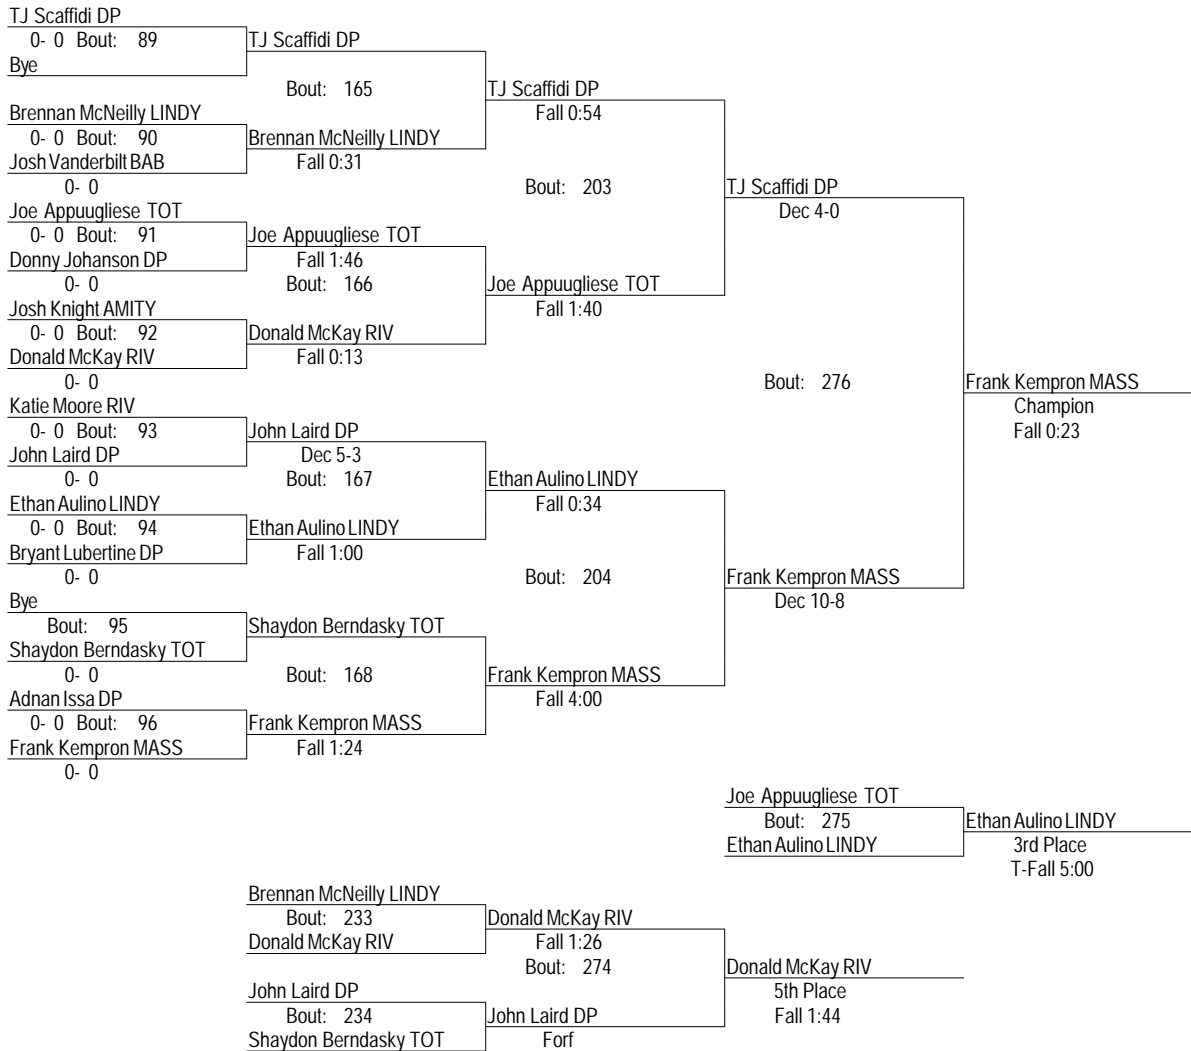 TJ Scaffidi DP
0- 0 Bout: 89
Bye
TJ Scaffidi DP
Bout: 165
Brennan McNeilly LINDY
0- 0 Bout: 90
Josh Vanderbilt BAB
0- 0
Brennan McNeilly LINDY
Fall 0:31
TJ Scaffidi DP
Fall 0:54
Bout: 203
Joe Appuugliese TOT
0- 0 Bout: 91
Donny Johanson DP
0- 0
Joe Appuugliese TOT
Fall 1:46
Bout: 166
Josh Knight AMITY
0- 0 Bout: 92
Donald McKay RIV
0- 0
Donald McKay RIV
Fall 0:13
Joe Appuugliese TOT
Fall 1:40
TJ Scaffidi DP
Dec 4-0
Bout: 276
Katie Moore RIV
0- 0 Bout: 93
John Laird DP
0- 0
John Laird DP
Dec 5-3
Bout: 167
Ethan Aulino LINDY
0- 0 Bout: 94
Bryant Lubertine DP
0- 0
Ethan Aulino LINDY
Fall 1:00
Ethan Aulino LINDY
Fall 0:34
Bout: 204
Bye
Bout: 95
Shaydon Berndasky TOT
0- 0
Shaydon Berndasky TOT
Bout: 168
Adnan Issa DP
0- 0 Bout: 96
Frank Kempron MASS
0- 0
Frank Kempron MASS
Fall 1:24
Frank Kempron MASS
Fall 4:00
Frank Kempron MASS
Dec 10-8
Frank Kempron MASS
Champion
Fall 0:23
Joe Appuugliese TOT
Bout: 275
Ethan Aulino LINDY
Ethan Aulino LINDY
3rd Place
T-Fall 5:00
Brennan McNeilly LINDY
Bout: 233
Donald McKay RIV
Donald McKay RIV
Fall 1:26
Bout: 274
John Laird DP
Bout: 234
Shaydon Berndasky TOT
John Laird DP
Forf
Donald McKay RIV
5th Place
Fall 1:44